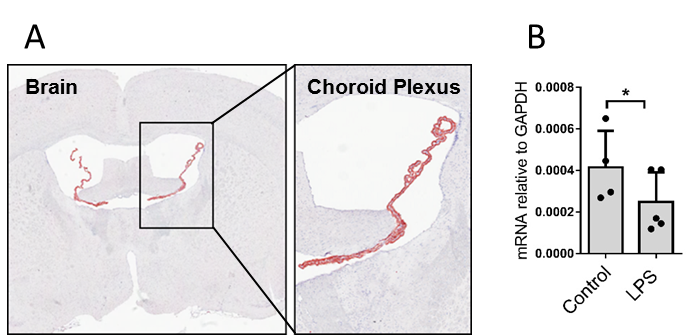 A
B
Brain
Choroid Plexus
mRNA relative to GAPDH
0.0008
0.0006
0.0004
0.0002
0.0000
*
Control
LPS